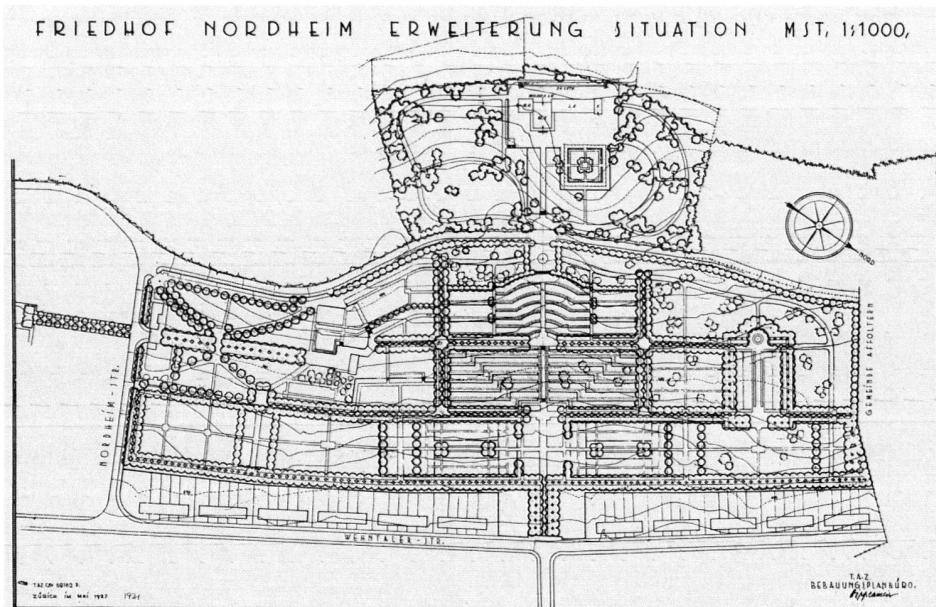 FRIEDHOF NORDHEIM ERWEITERUNG SITUATION MST, 1:1000,
NORD
GEMEINDE AFFOLTERN
NORDHEIM-STR.
WEHNTALER-STR.
ZÜRICH IM MAI 1927 1931
T.A.Z.
BEBAUUNGSPLANBÜRO.